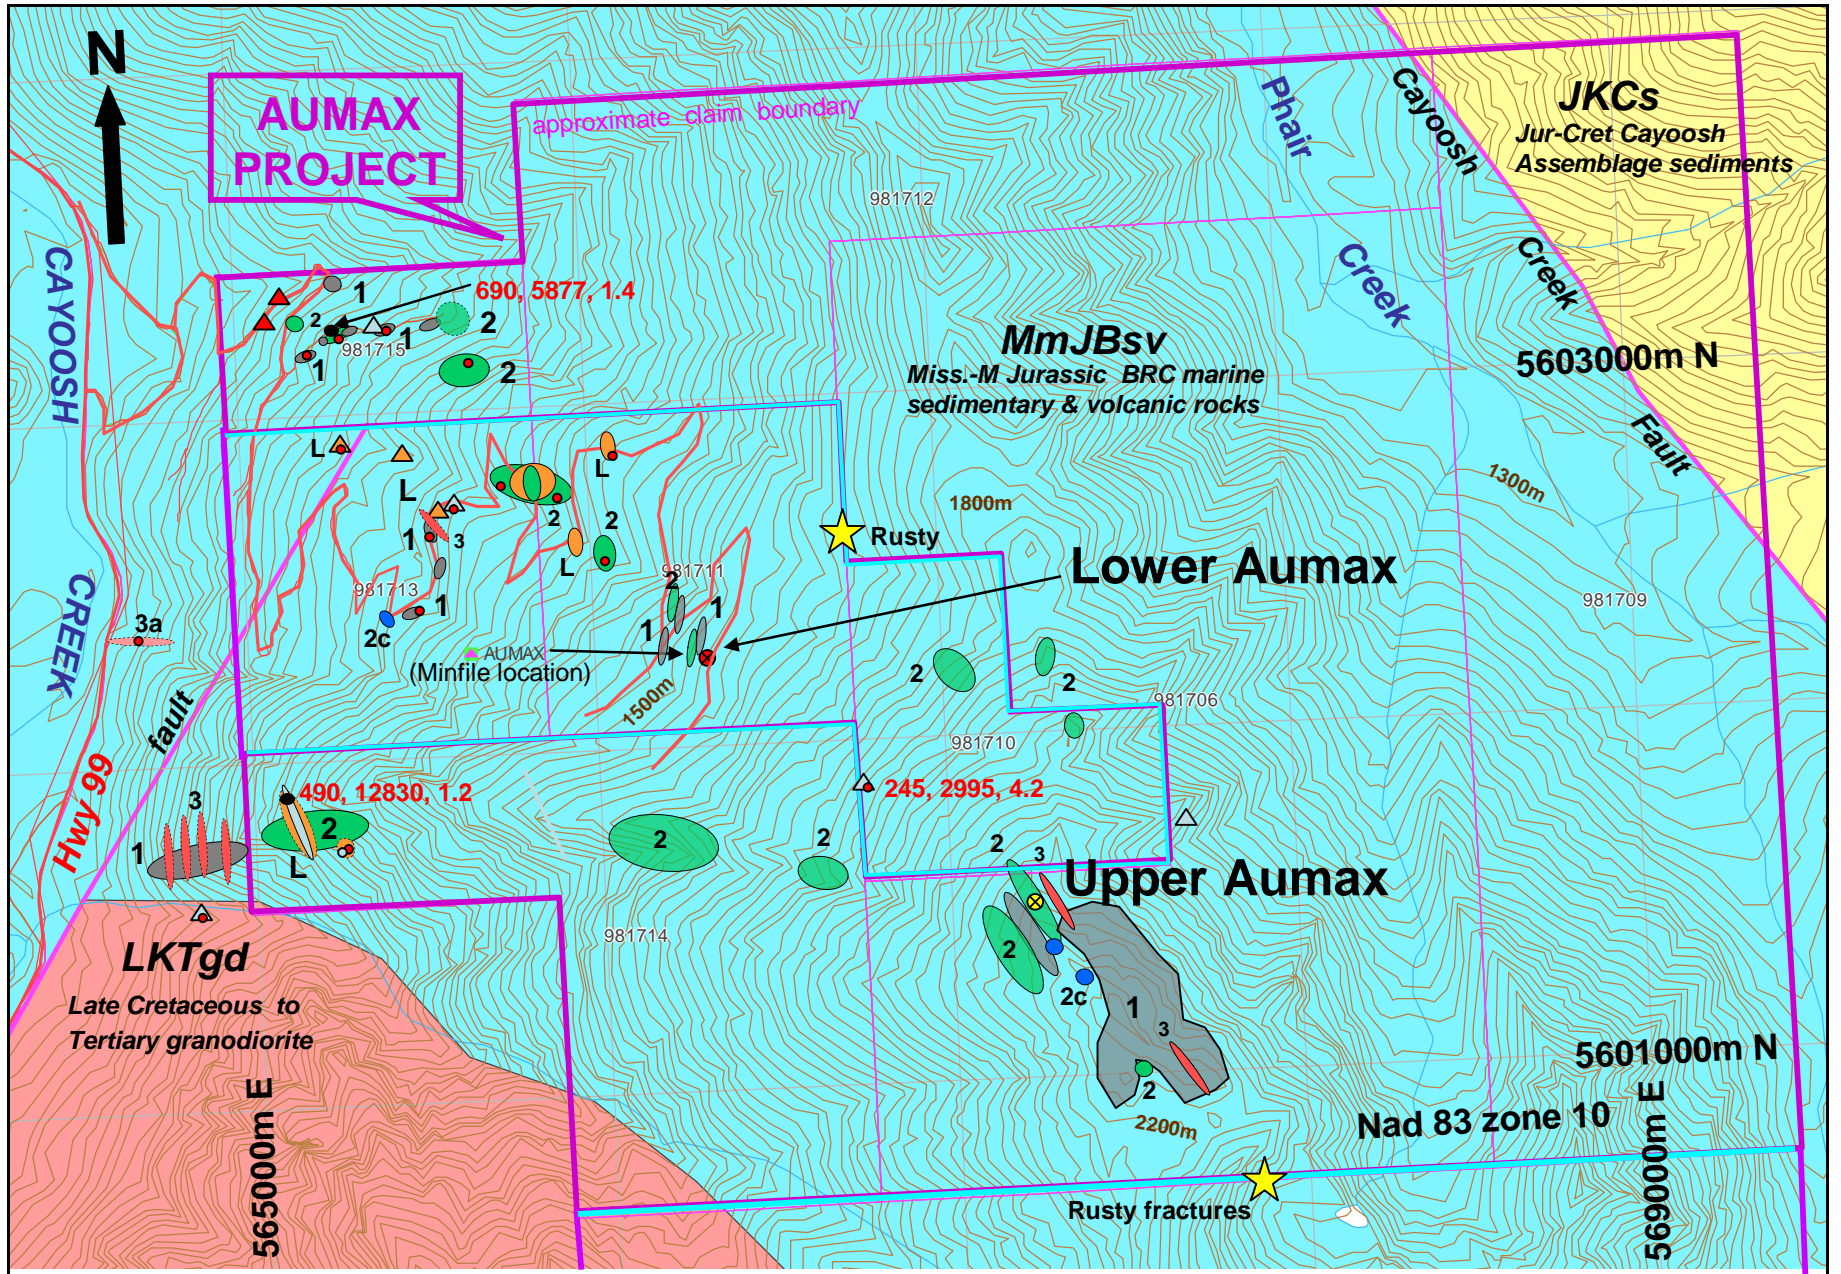 N
AUMAX
PROJECT
approximate claim boundary
Phair
Creek
Cayoosh
Creek
Fault
JKCs
Jur-Cret Cayoosh
Assemblage sediments
981712
CAYOOSH
CREEK
1
690, 5877, 1.4
2
2
1
981715
1
2
MmJBsv
Miss.-M Jurassic BRC marine
sedimentary & volcanic rocks
5603000m N
L
L
L
1300m
1800m
2
2
Rusty
1
3
L
Lower Aumax
981711
981713
2
1
1
981709
3a
2c
1
AUMAX
(Minfile location)
2
2
1500m
981706
fault
981710
Hwy 99
490, 12830, 1.2
245, 2995, 4.2
3
2
2
2
2
3
1
L
Upper Aumax
981714
2
LKTgd
Late Cretaceous to
Tertiary granodiorite
2c
1
3
5601000m N
2
565000m E
2200m
Nad 83 zone 10
569000m E
Rusty fractures